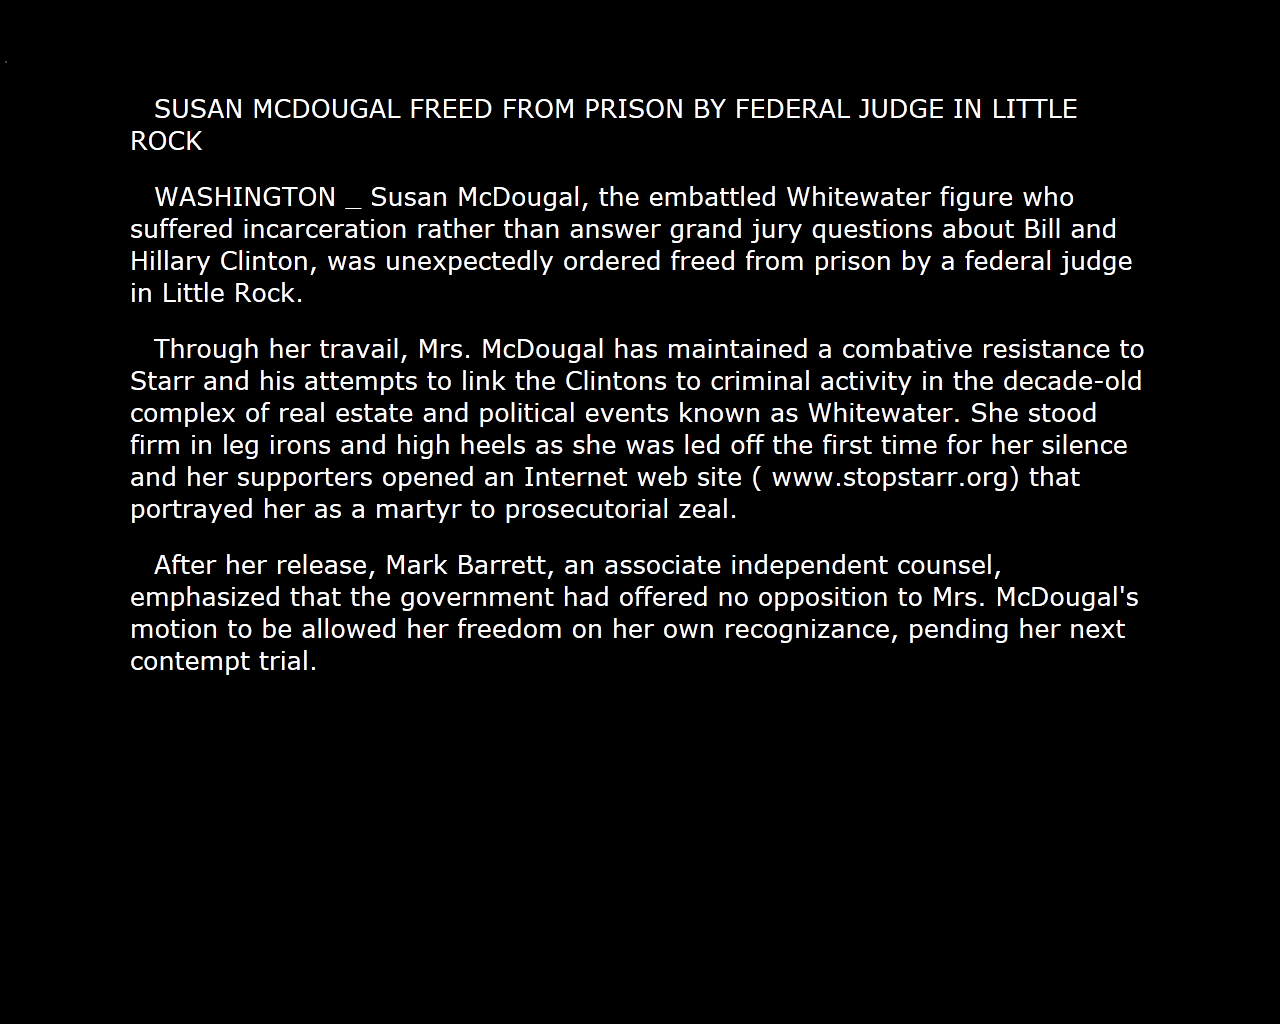 SUSAN MCDOUGAL FREED FROM PRISON BY FEDERAL JUDGE IN LITTLE
ROCK
WASHINGTON _ Susan McDougal, the embattled Whitewater figure who
suffered incarceration rather than answer grand jury questions about Bill and
Hillary Clinton, was unexpectedly ordered freed from prison by a federal judge
in Little Rock.
Through her travail, Mrs. McDougal has maintained a combative resistance to
Starr and his attempts to link the Clintons to criminal activity in the decade-old
complex of real estate and political events known as Whitewater. She stood
firm in leg irons and high heels as she was led off the first time for her silence
and her supporters opened an Internet web site ( www.stopstarr.org) that
portrayed her as a martyr to prosecutorial zeal.
After her release, Mark Barrett, an associate independent counsel,
emphasized that the government had offered no opposition to Mrs. McDougal's
motion to be allowed her freedom on her own recognizance, pending her next
contempt trial.